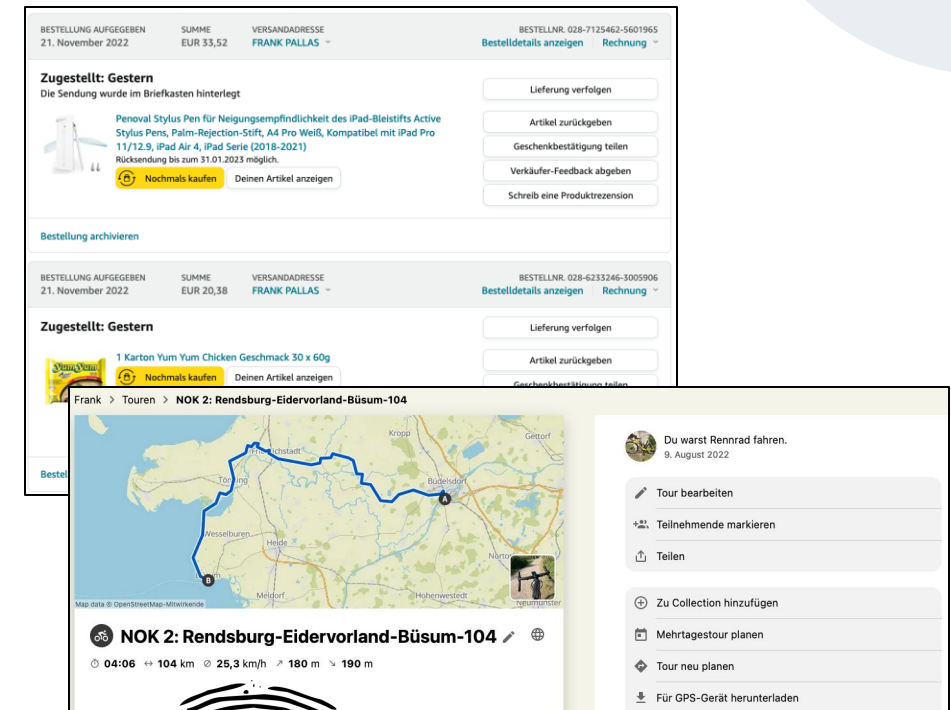 BESTELLUNG AUFGEGEBEN SUMME VERSANDADRESSE BESTELLNR. 028-7125462-5601965
21. November 2022 EUR 33,52 FRANK PALLAS Bestelldetails anzeigen Rechnung
Zugestellt: Gestern
Die Sendung wurde im Briefkasten hinterlegt
Penoval Stylus Pen für Neigungsempfindlichkeit des iPad-Bleistifts Active
Stylus Pens, Palm-Rejection-Stift, A4 Pro Weiß, Kompatibel mit iPad Pro
11/12.9, iPad Air 4, iPad Serie (2018-2021)
Rücksendung bis zum 31.01.2023 möglich.
Nochmals kaufen Deinen Artikel anzeigen
Lieferung verfolgen
Artikel zurückgeben
Geschenkbestätigung teilen
Verkäufer-Feedback abgeben
Schreib eine Produktrezension
Bestellung archivieren
BESTELLUNG AUFGEGEBEN SUMME VERSANDADRESSE BESTELLNR. 028-6233246-3005906
21. November 2022 EUR 20,38 FRANK PALLAS Bestelldetails anzeigen Rechnung
Zugestellt: Gestern
YumYum
1 Karton Yum Yum Chicken Geschmack 30 x 60g
Nochmals kaufen Deinen Artikel anzeigen
Lieferung verfolgen
Artikel zurückgeben
Geschenkbestätigung teilen
Bestel
Frank > Touren > NOK 2: Rendsburg-Eidervorland-Büsum-104
Kropp
Gettorf
Büdelsdorf
Wesselburen
Heide
Meldorf
Hohenwestedt
Neumünster
A
B
Map data © OpenStreetMap-Mitwirkende
NOK 2: Rendsburg-Eidervorland-Büsum-104
04:06 104 km 25,3 km/h 180 m 190 m
Du warst Rennrad fahren.
9. August 2022
Tour bearbeiten
Teilnehmende markieren
Teilen
Zu Collection hinzufügen
Mehrtagestour planen
Tour neu planen
Für GPS-Gerät herunterladen